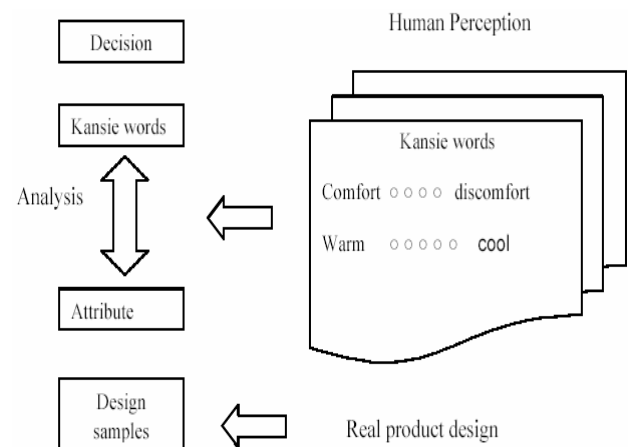 Human Perception
Decision
Kansie words
Analysis
Attribute
Design
samples
Kansie words
Comfort o o o o discomfort
Warm o o o o o cool
Real product design